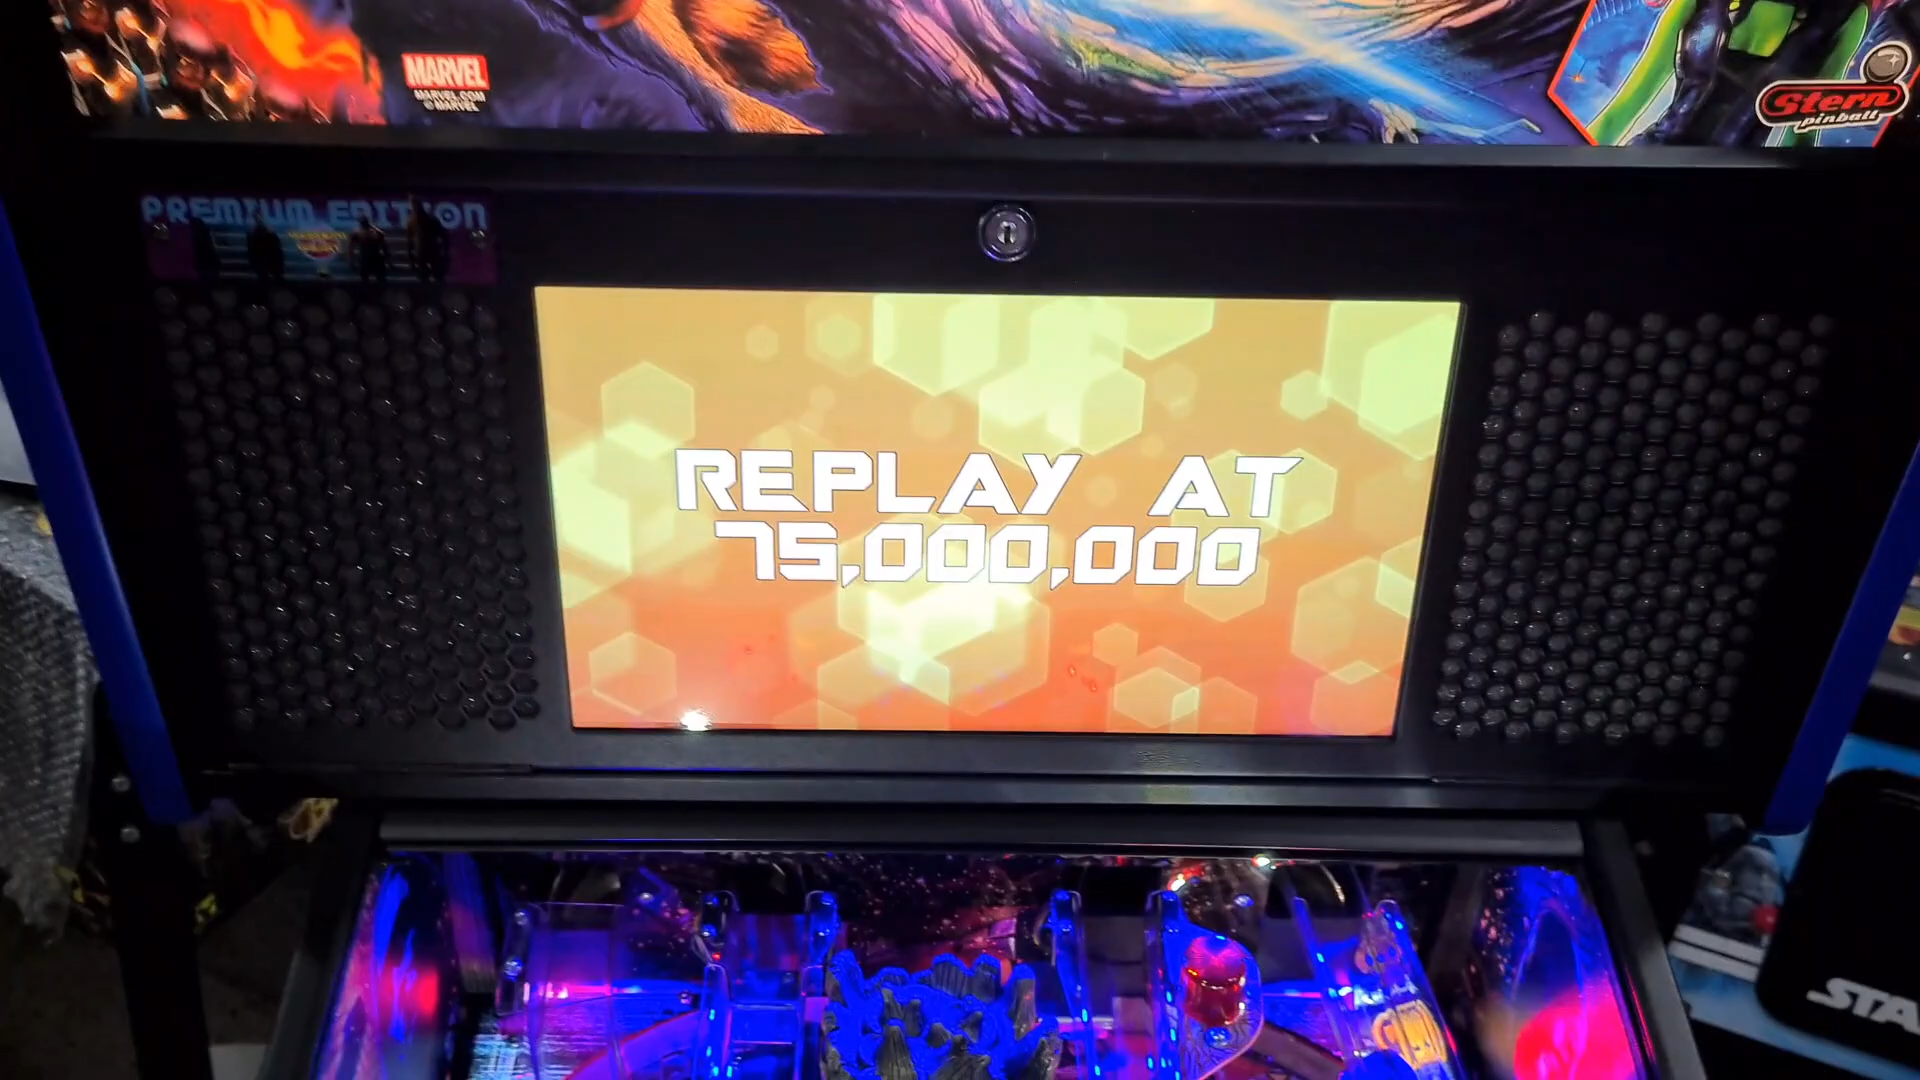 MARVEL
MARVEL.COM
© MARVEL
Stern
pinball
PREMIUM EDITION
REPLAY AT
75,000,000
STA